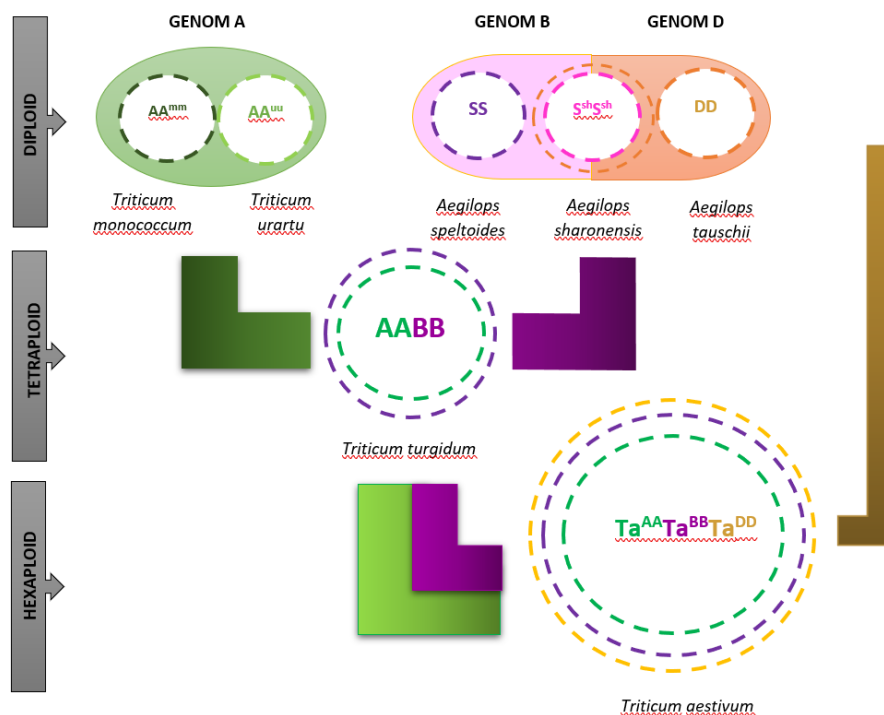 GENOM A
GENOM B
GENOM D
DIPLOID
AAᵐᵐ
AAᵘᵘ
SS
SˢʰSˢʰ
DD
Triticum
monococcum
Triticum
urartu
Aegilops
speltoides
Aegilops
sharonensis
Aegilops
tauschii
TETRAPLOID
AABB
Triticum turgidum
HEXAPLOID
TaᴬᴬTaᴮᴮTaᴰᴰ
Triticum aestivum